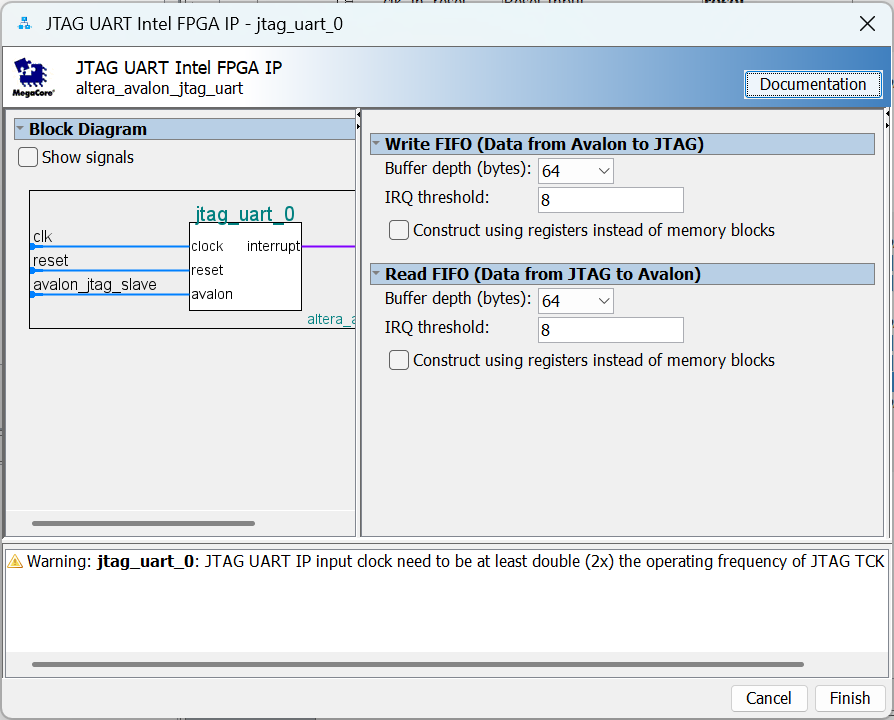 JTAG UART Intel FPGA IP - jtag_uart_0
MegaCore®
JTAG UART Intel FPGA IP
altera_avalon_jtag_uart
Documentation
Block Diagram
Show signals
jtag_uart_0
clk
clock interrupt
reset
reset
avalon_jtag_slave
avalon
altera_a
Write FIFO (Data from Avalon to JTAG)
Buffer depth (bytes): 64
IRQ threshold: 8
Construct using registers instead of memory blocks
Read FIFO (Data from JTAG to Avalon)
Buffer depth (bytes): 64
IRQ threshold: 8
Construct using registers instead of memory blocks
Warning: jtag_uart_0: JTAG UART IP input clock need to be at least double (2x) the operating frequency of JTAG TCK
Cancel Finish